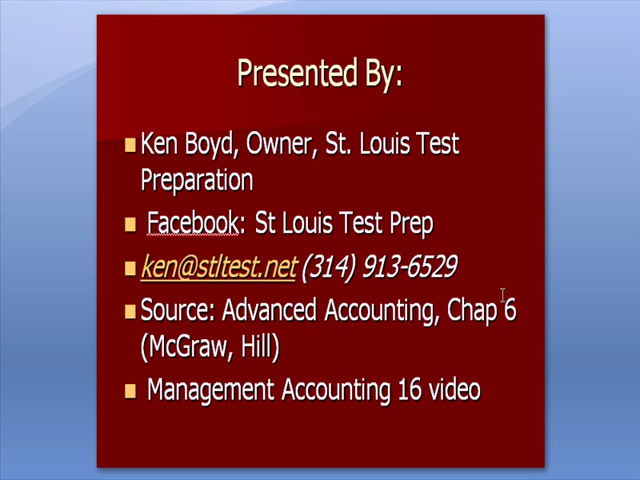 Presented By:
Ken Boyd, Owner, St. Louis Test
Preparation
Facebook: St Louis Test Prep
ken@stltest.net (314) 913-6529
Source: Advanced Accounting, Chap 6
(McGraw, Hill)
Management Accounting 16 video